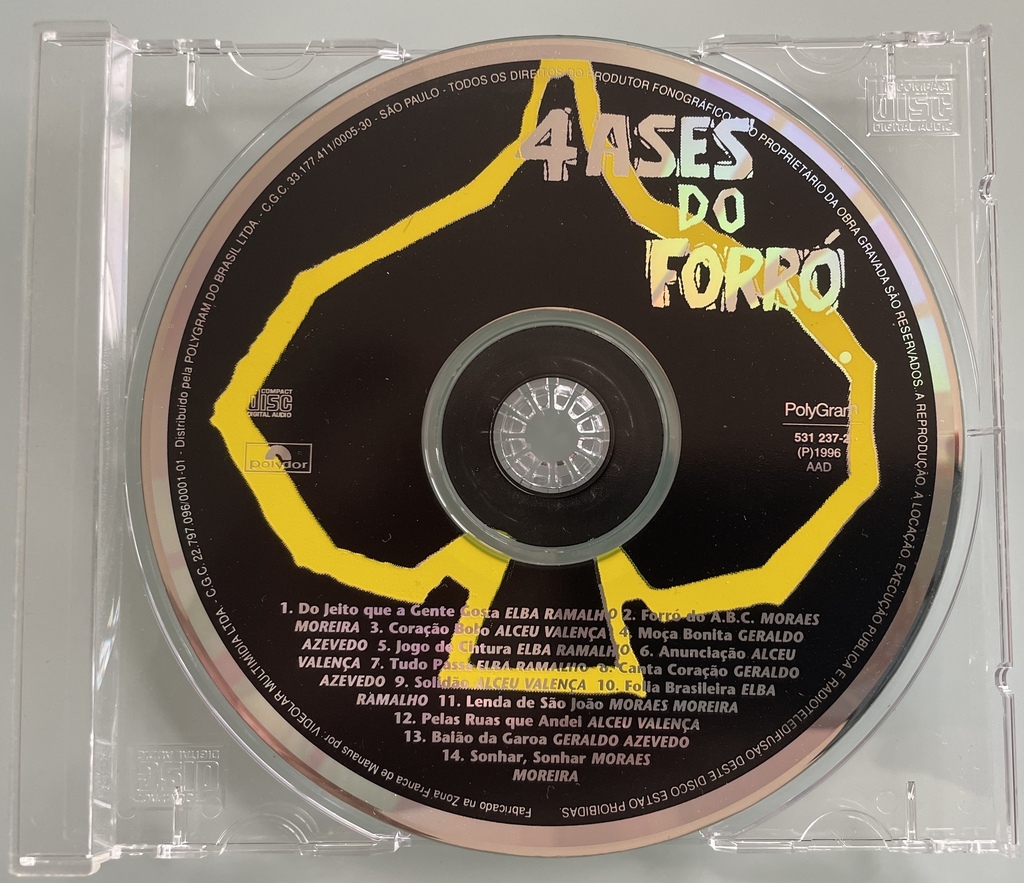 4 ASES
DO
FORRÓ
COMPACT
DISC
DIGITAL AUDIO
COMPACT
DISC
DIGITAL AUDIO
polydor
PolyGram
531 237-2
(P)1996
AAD
1. Do Jeito que a Gente Gosta ELBA RAMALHO 2. Forró do A.B.C. MORAES
MOREIRA 3. Coração Bobo ALCEU VALENÇA 4. Moça Bonita GERALDO
AZEVEDO 5. Jogo de Cintura ELBA RAMALHO 6. Anunciação ALCEU
VALENÇA 7. Tudo Passa ELBA RAMALHO 8. Canta Coração GERALDO
AZEVEDO 9. Solidão ALCEU VALENÇA 10. Folia Brasileira ELBA
RAMALHO 11. Lenda de São João MORAES MOREIRA
12. Pelas Ruas que Andei ALCEU VALENÇA
13. Balão da Garoa GERALDO AZEVEDO
14. Sonhar, Sonhar MORAES
MOREIRA
Fabricado na Zona Franca de Manaus por: VIDEOLAR MULTIMIDIA LTDA - C.G.C. 22.797.096/0001-01 - Distribuido pela POLYGRAM DO BRASIL LTDA - C.G.C. 33.177.411/0005-30 - SÃO PAULO - TODOS OS DIREITOS DO PRODUTOR FONOGRÁFICO E DO PROPRIETÁRIO DA OBRA GRAVADA SÃO RESERVADOS. A REPRODUÇÃO, A LOCAÇÃO, EXECUÇÃO PÚBLICA E RADIOTELEDIFUSÃO DESTE DISCO ESTÃO PROIBIDAS.